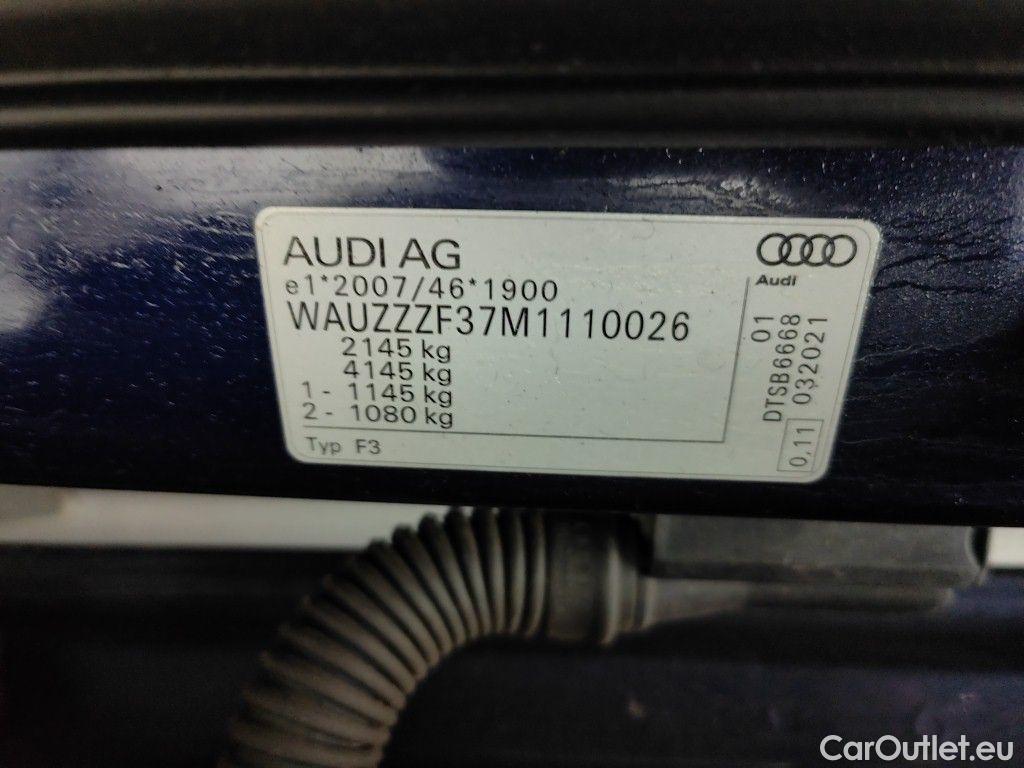 AUDI AG
e1*2007/46*1900
WAUZZZF37M1110026
2145 kg
4145 kg
1 - 1145 kg
2 - 1080 kg
Typ F3
Audi
01
DTSB6668
032021
0,11
CarOutlet.eu